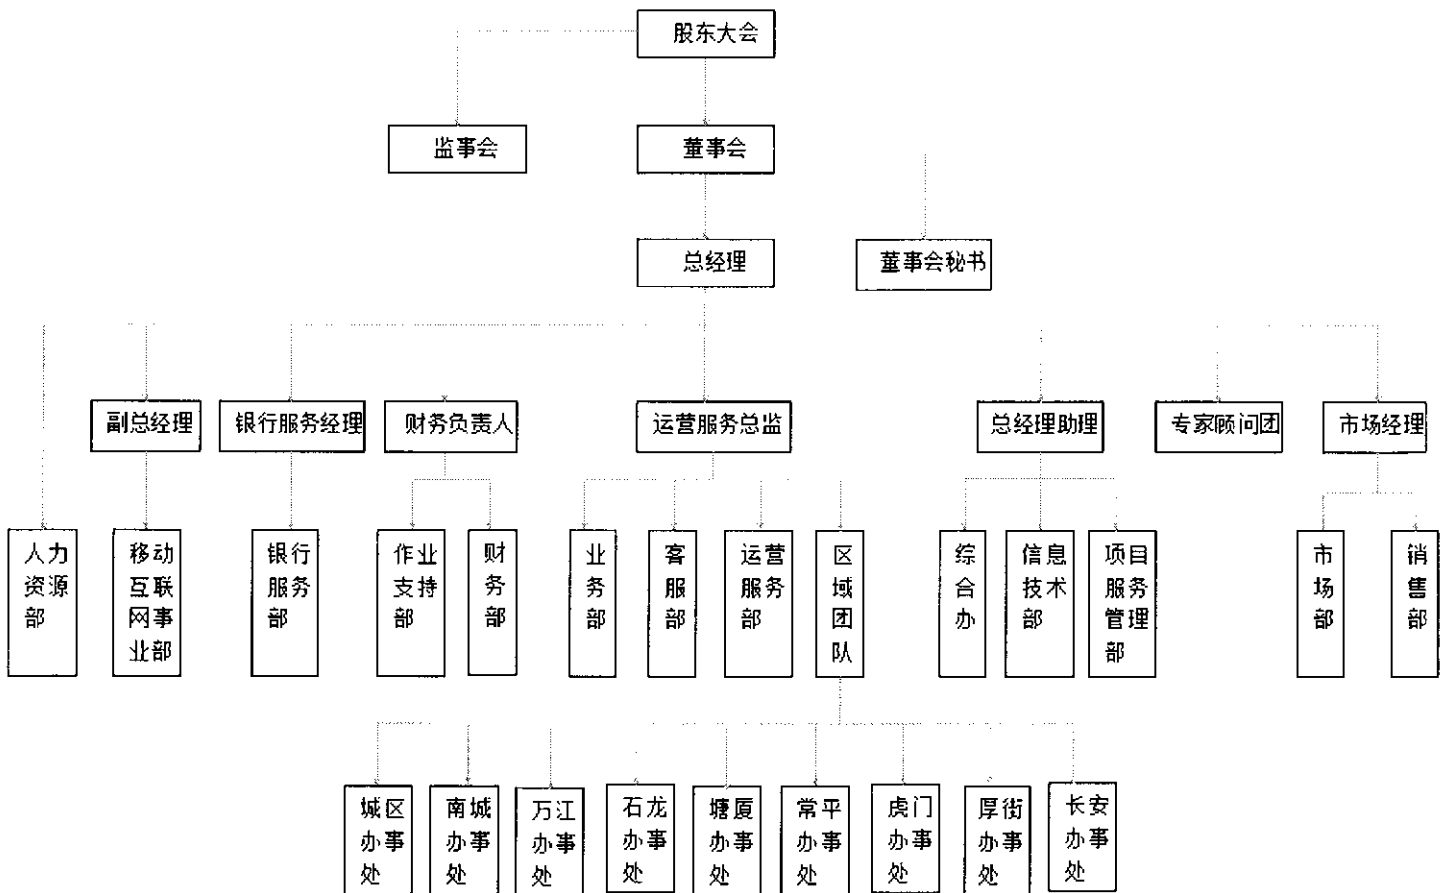 股东大会
监事会
董事会
总经理
董事会秘书
副总经理
银行服务经理
财务负责人
运营服务总监
总经理助理
专家顾问团
市场经理
人力
资源
部
移动
互联
网事
业部
银行
服务
部
作业
支持
部
财
务
部
业
务
部
客
服
部
运营
服务
部
区
域
团
队
综
合
办
信息
技术
部
项目
服务
管理
部
市
场
部
销
售
部
城区
办事
处
南城
办事
处
万江
办事
处
石龙
办事
处
塘厦
办事
处
常平
办事
处
虎门
办事
处
厚街
办事
处
长安
办事
处